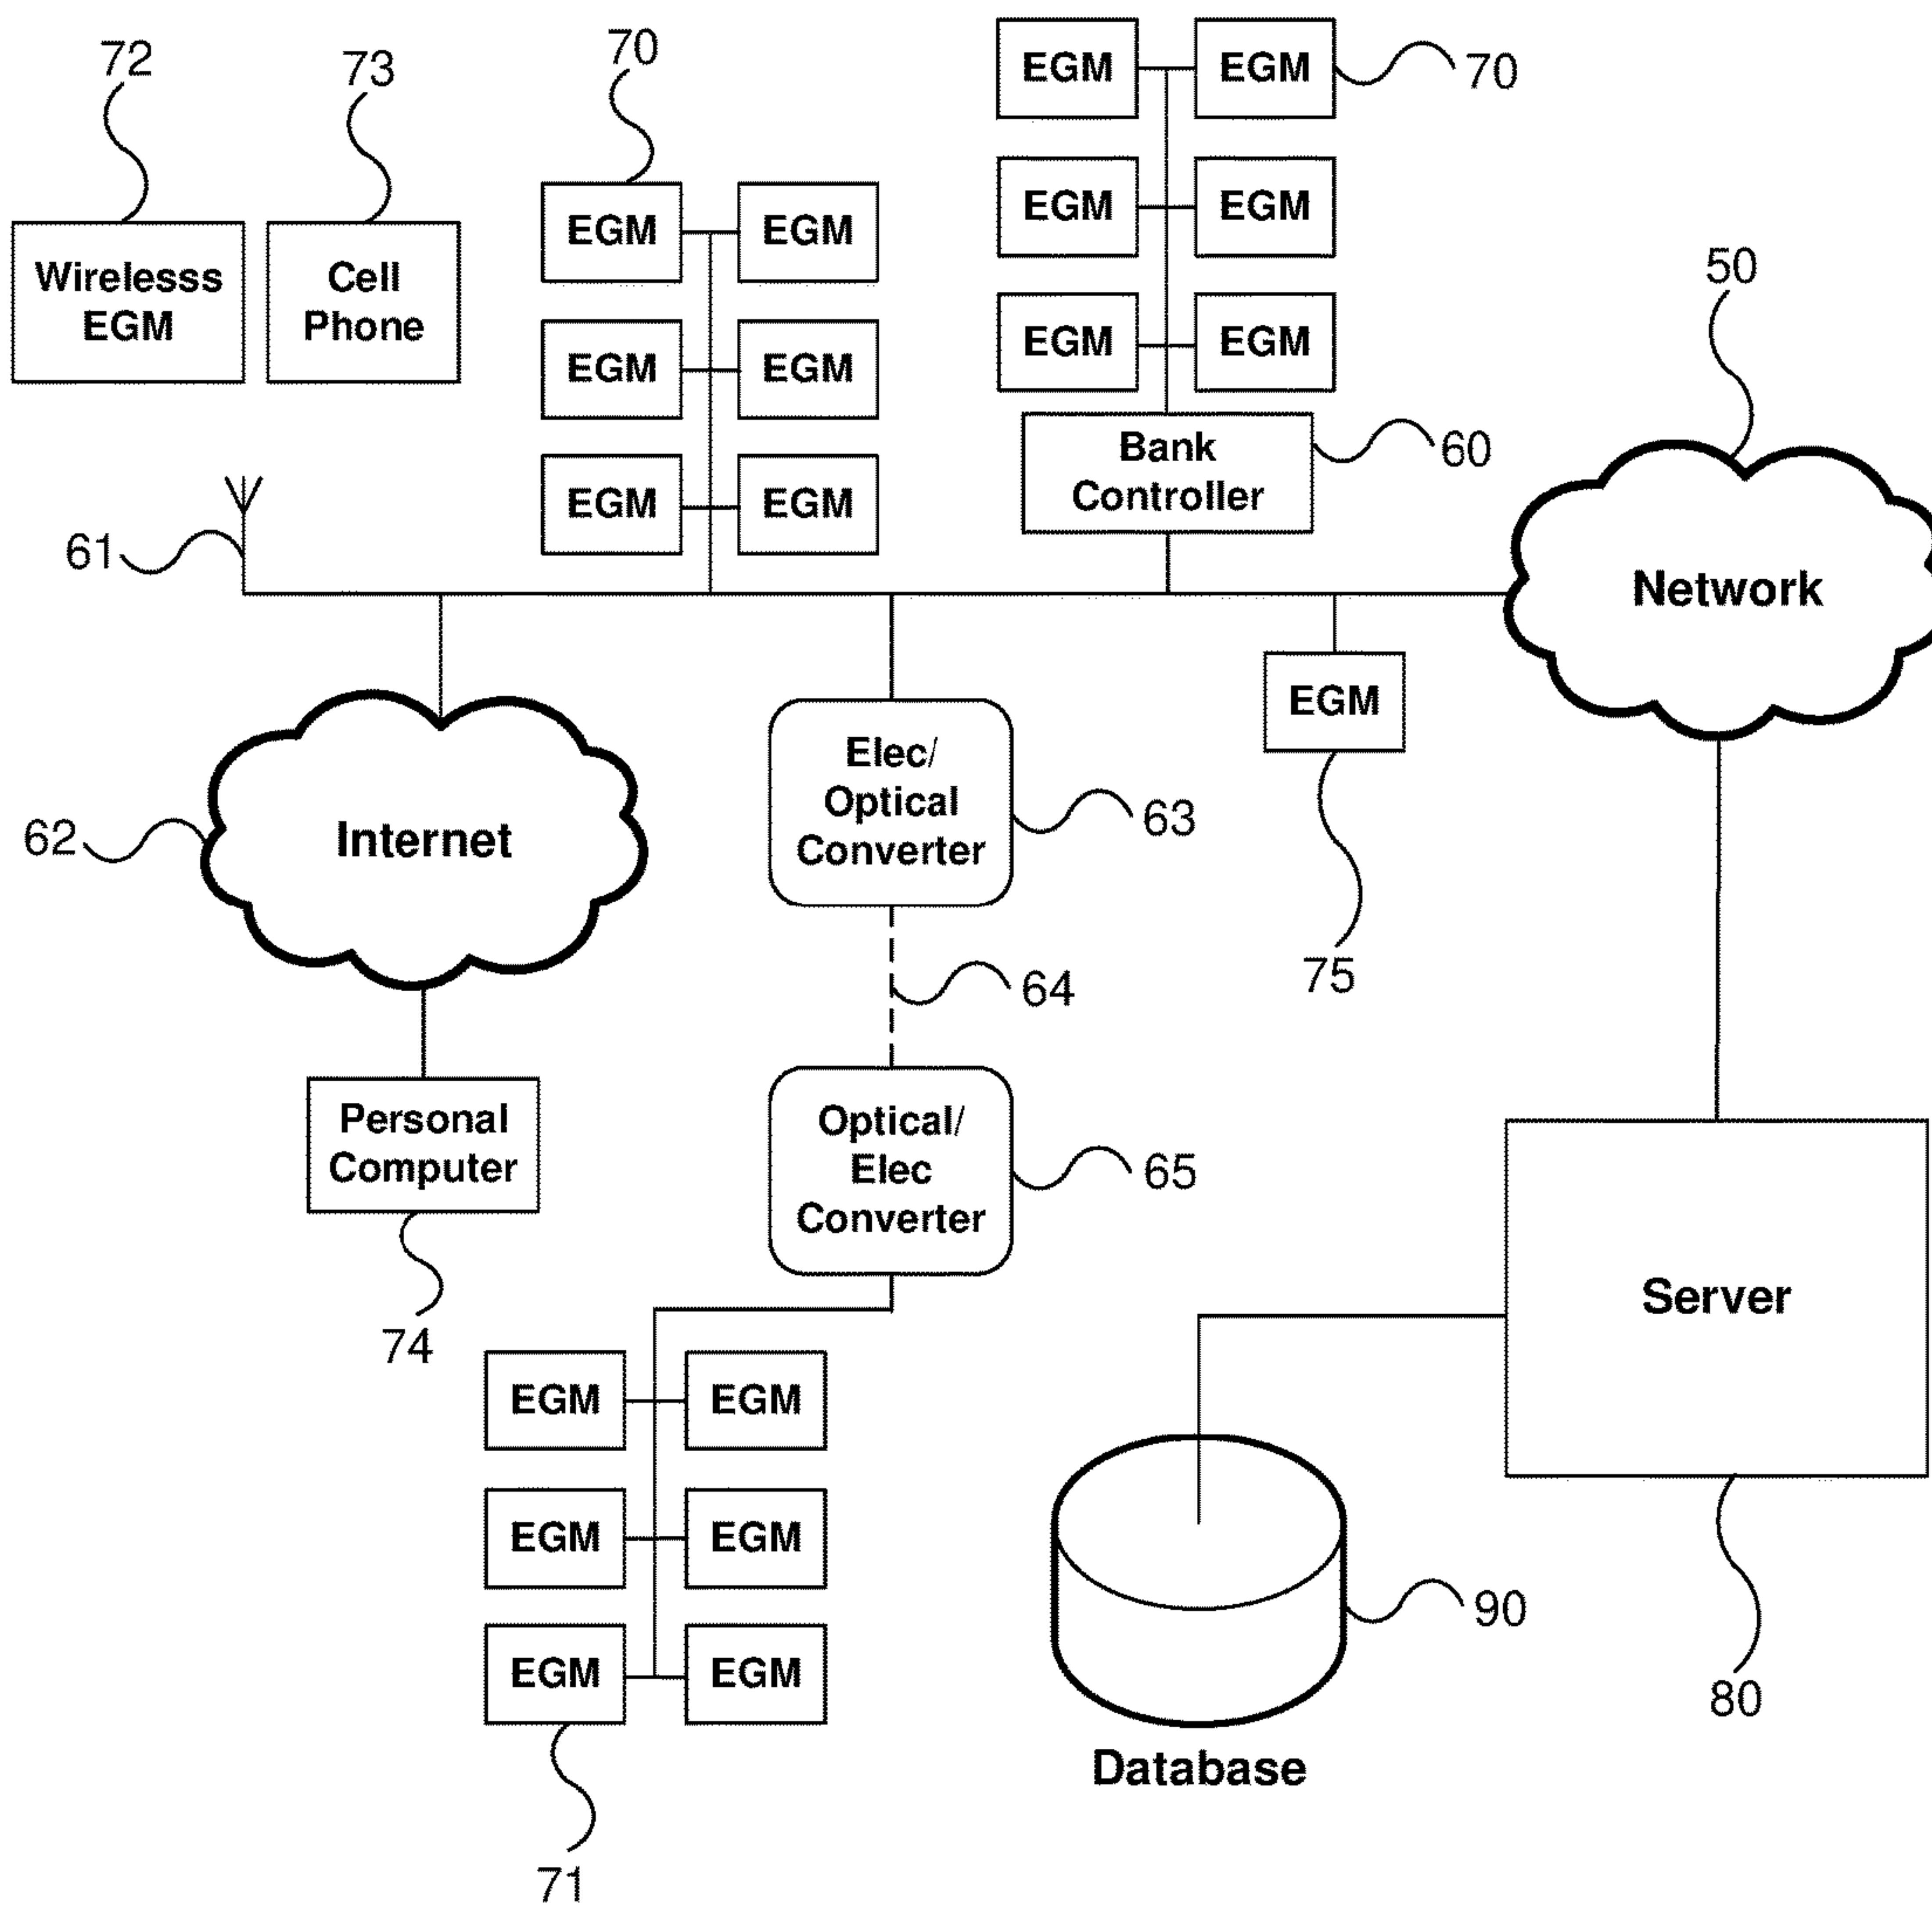 72
73
70
EGM EGM
70
EGM EGM
EGM EGM
EGM EGM
EGM EGM
EGM EGM
Wirelesss
EGM
Cell
Phone
50
Bank
Controller
60
61
Network
EGM
75
Elec/
Optical
Converter
63
62
Internet
64
Personal
Computer
74
Optical/
Elec
Converter
65
Server
80
EGM EGM
EGM EGM
EGM EGM
71
90
Database